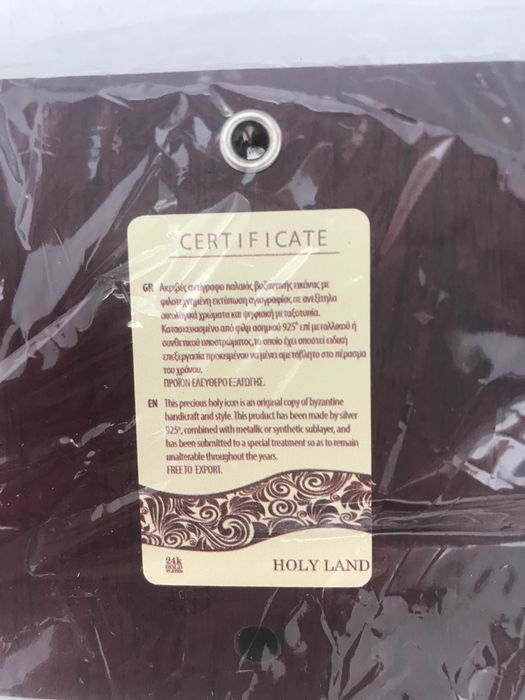 CERTIFICATE
GR Ακριβές αντίγραφο παλαιάς βυζαντινής εικόνας με
φιλοτεχνημένη εκτύπωση αγιογραφίας σε ανεξίτηλα
οικολογικά χρώματα και ψηφιακή μεταξοτυπία.
Κατασκευασμένο από φιλμ ασημιού 925° επί μεταλλικού ή
συνθετικού υποστρώματος, το οποίο έχει υποστεί ειδική
επεξεργασία προκειμένου να μένει αμετάβλητο στο πέρασμα
του χρόνου.
ΠΡΟΪΟΝ ΕΛΕΥΘΕΡΟ ΕΞΑΓΩΓΗΣ.
EN This precious holy icon is an original copy of byzantine
handicraft and style. This product has been made by silver
925°, combined with metallic or synthetic sublayer, and
has been submitted to a special treatment so as to remain
unalterable throughout the years.
FREE TO EXPORT.
24k
GOLD
PLATED
HOLY LAND